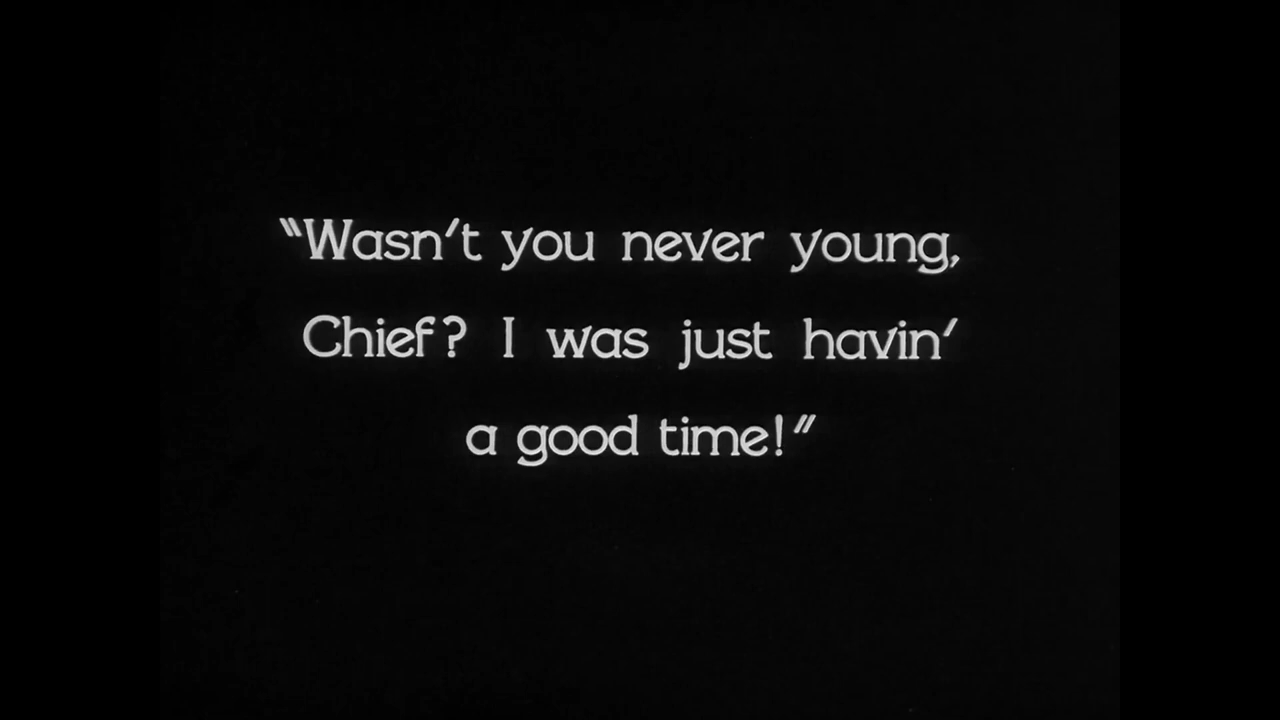 “Wasn’t you never young,
Chief? I was just havin’
a good time!”